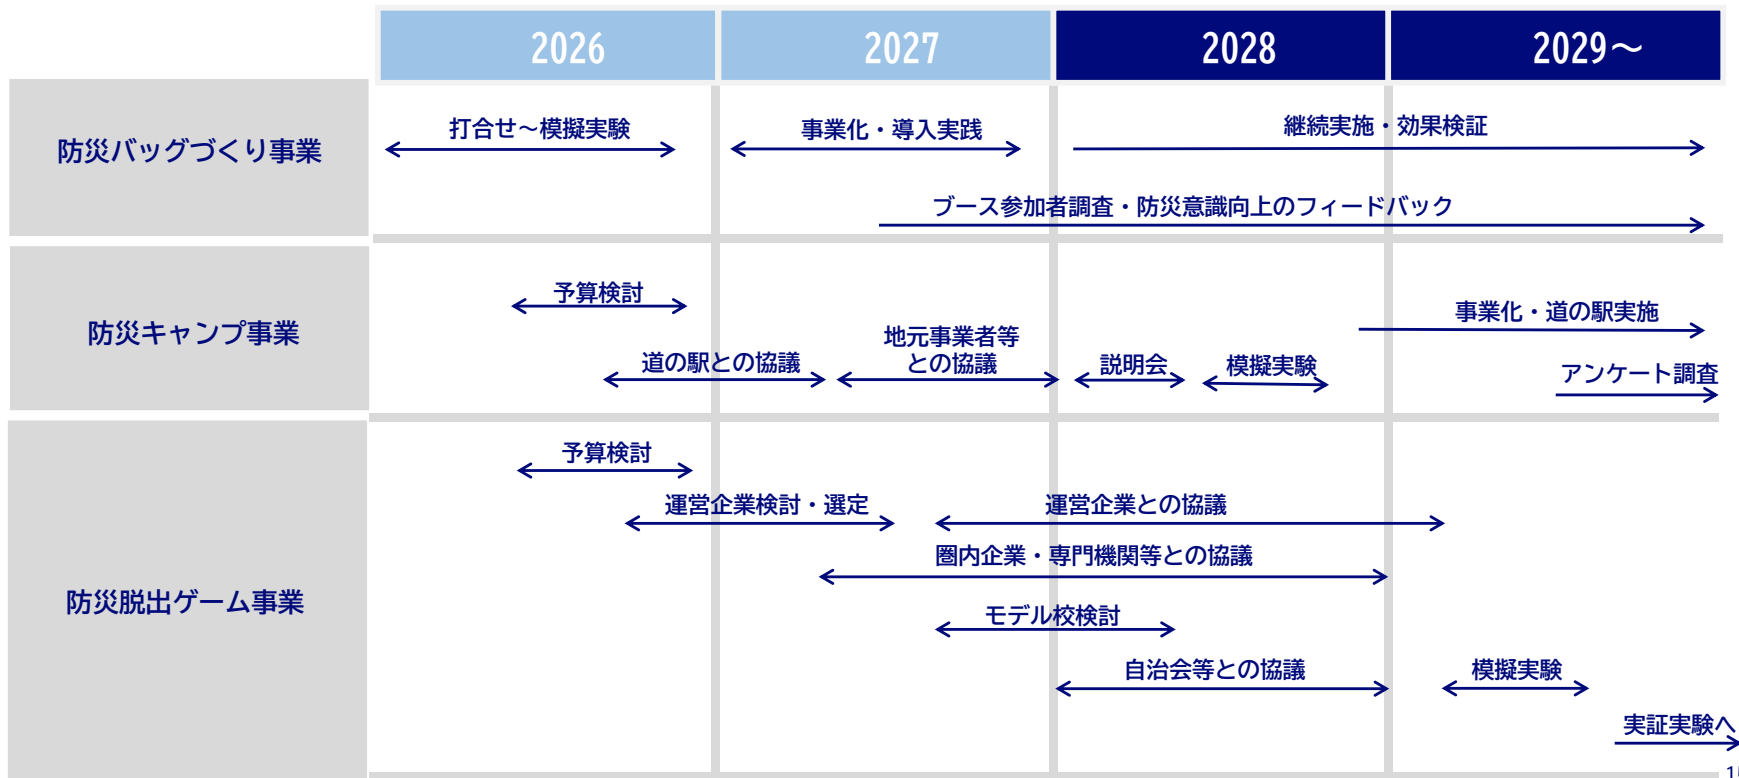 2026
2027
2028
2029～
防災バッグづくり事業
打合せ～模擬実験
事業化・導入実践
継続実施・効果検証
ブース参加者調査・防災意識向上のフィードバック
防災キャンプ事業
予算検討
道の駅との協議
地元事業者等
との協議
説明会
模擬実験
事業化・道の駅実施
アンケート調査
防災脱出ゲーム事業
予算検討
運営企業検討・選定
運営企業との協議
圏内企業・専門機関等との協議
モデル校検討
自治会等との協議
模擬実験
実証実験へ